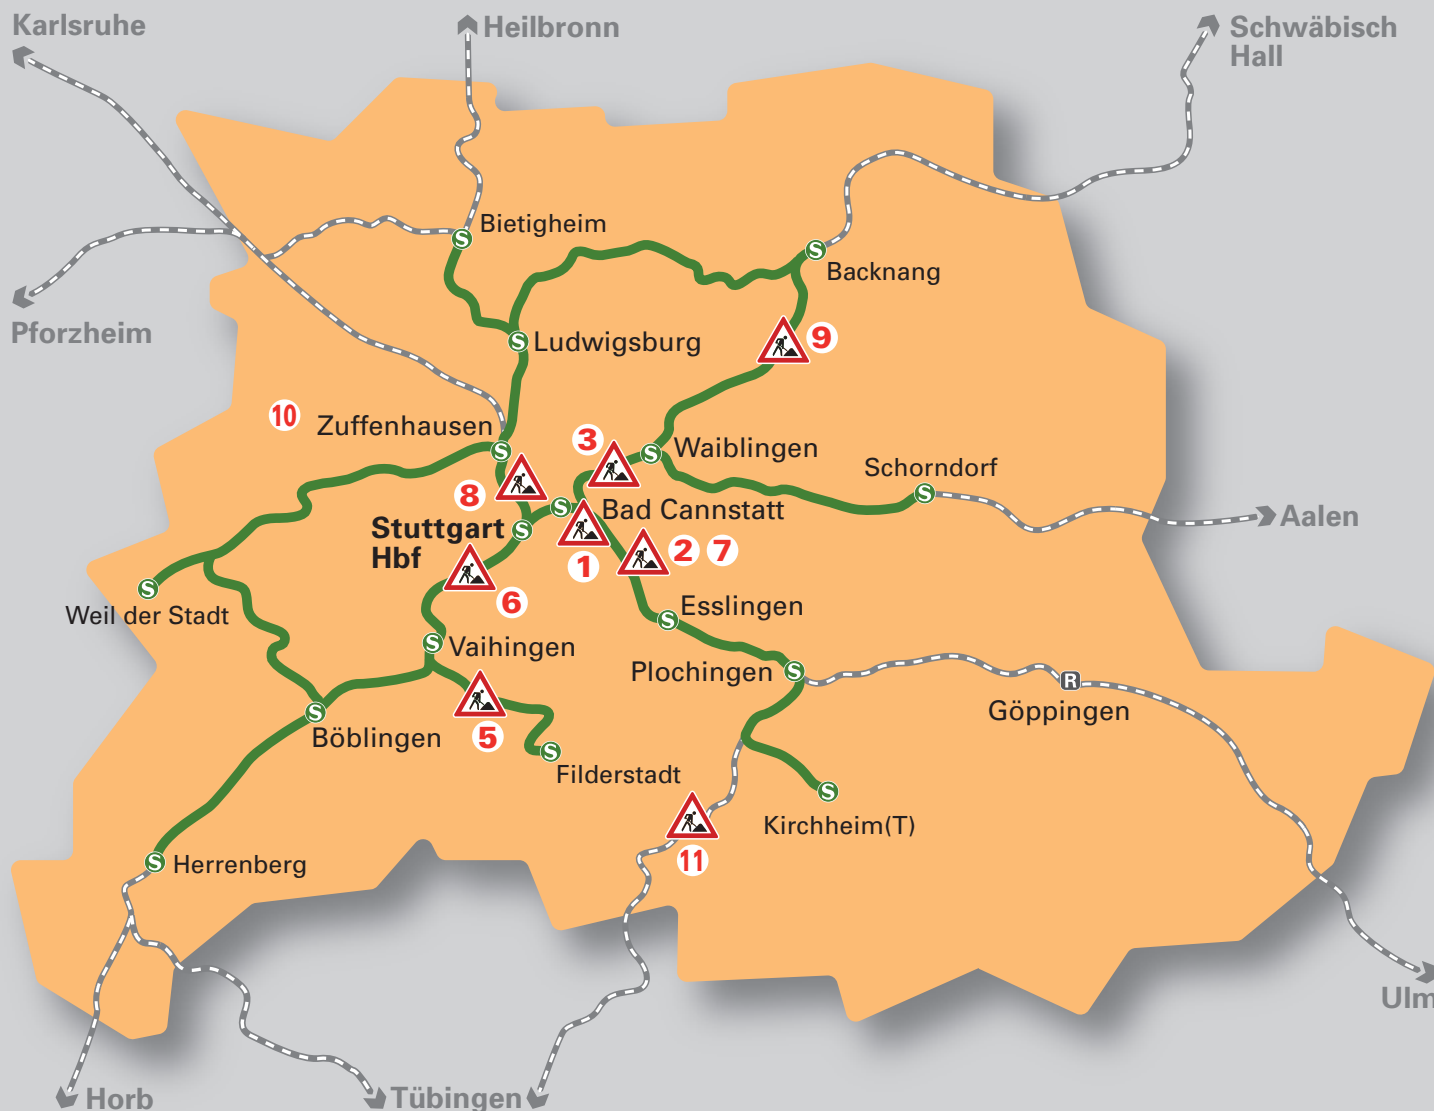 Karlsruhe
Heilbronn
Schwäbisch
Hall
Bietigheim
S
S
Backnang
Pforzheim
S
Ludwigsburg
9
10
Zuffenhausen
S
3
S
Waiblingen
Schorndorf
S
8
S
Bad Cannstatt
Stuttgart
Hbf
S
Aalen
1
2
7
6
S
Weil der Stadt
Esslingen
S
S
Vaihingen
Plochingen
S
R
Göppingen
S
Böblingen
5
S
Filderstadt
S
Kirchheim(T)
11
S
Herrenberg
Ulm
Horb
Tübingen